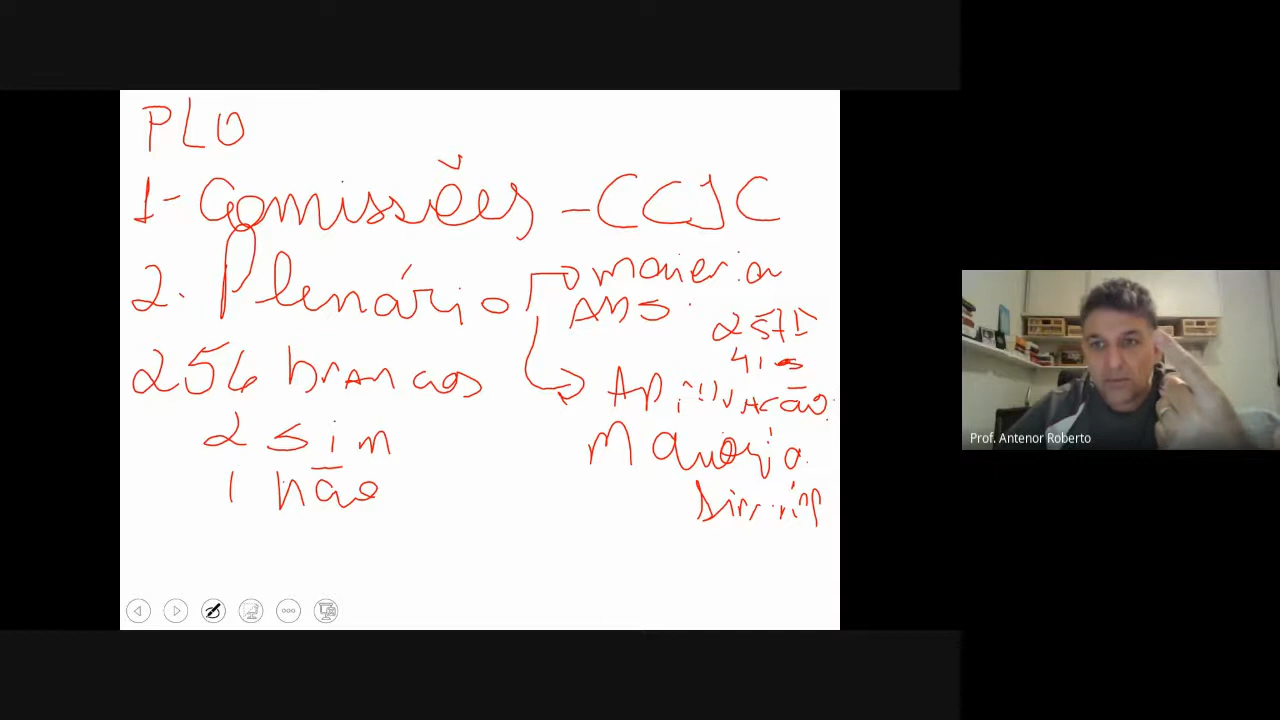 PLO
1- Comissões - CCJC
2. Plenário maioria
ABS.
257
41
256 brancos
Aprovação:
2 sim
Maioria
1 não
Prof. Antenor Roberto